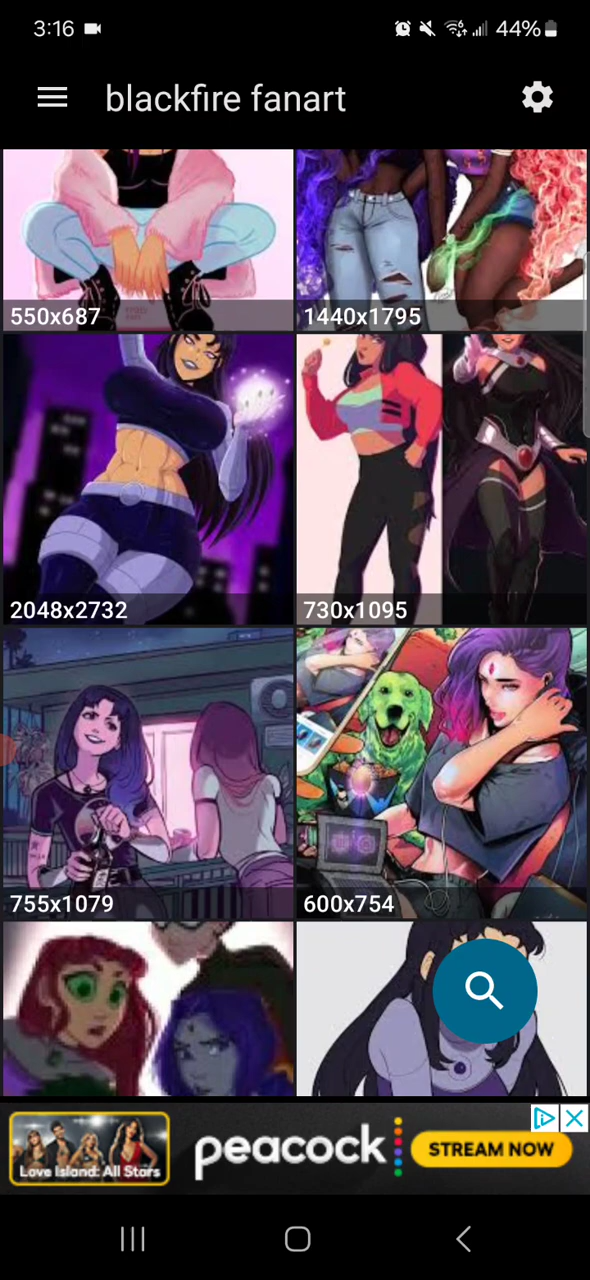 3:16
44%
blackfire fanart
550x687
1440x1795
2048x2732
730x1095
755x1079
600x754
Love Island: All Stars
peacock
STREAM NOW